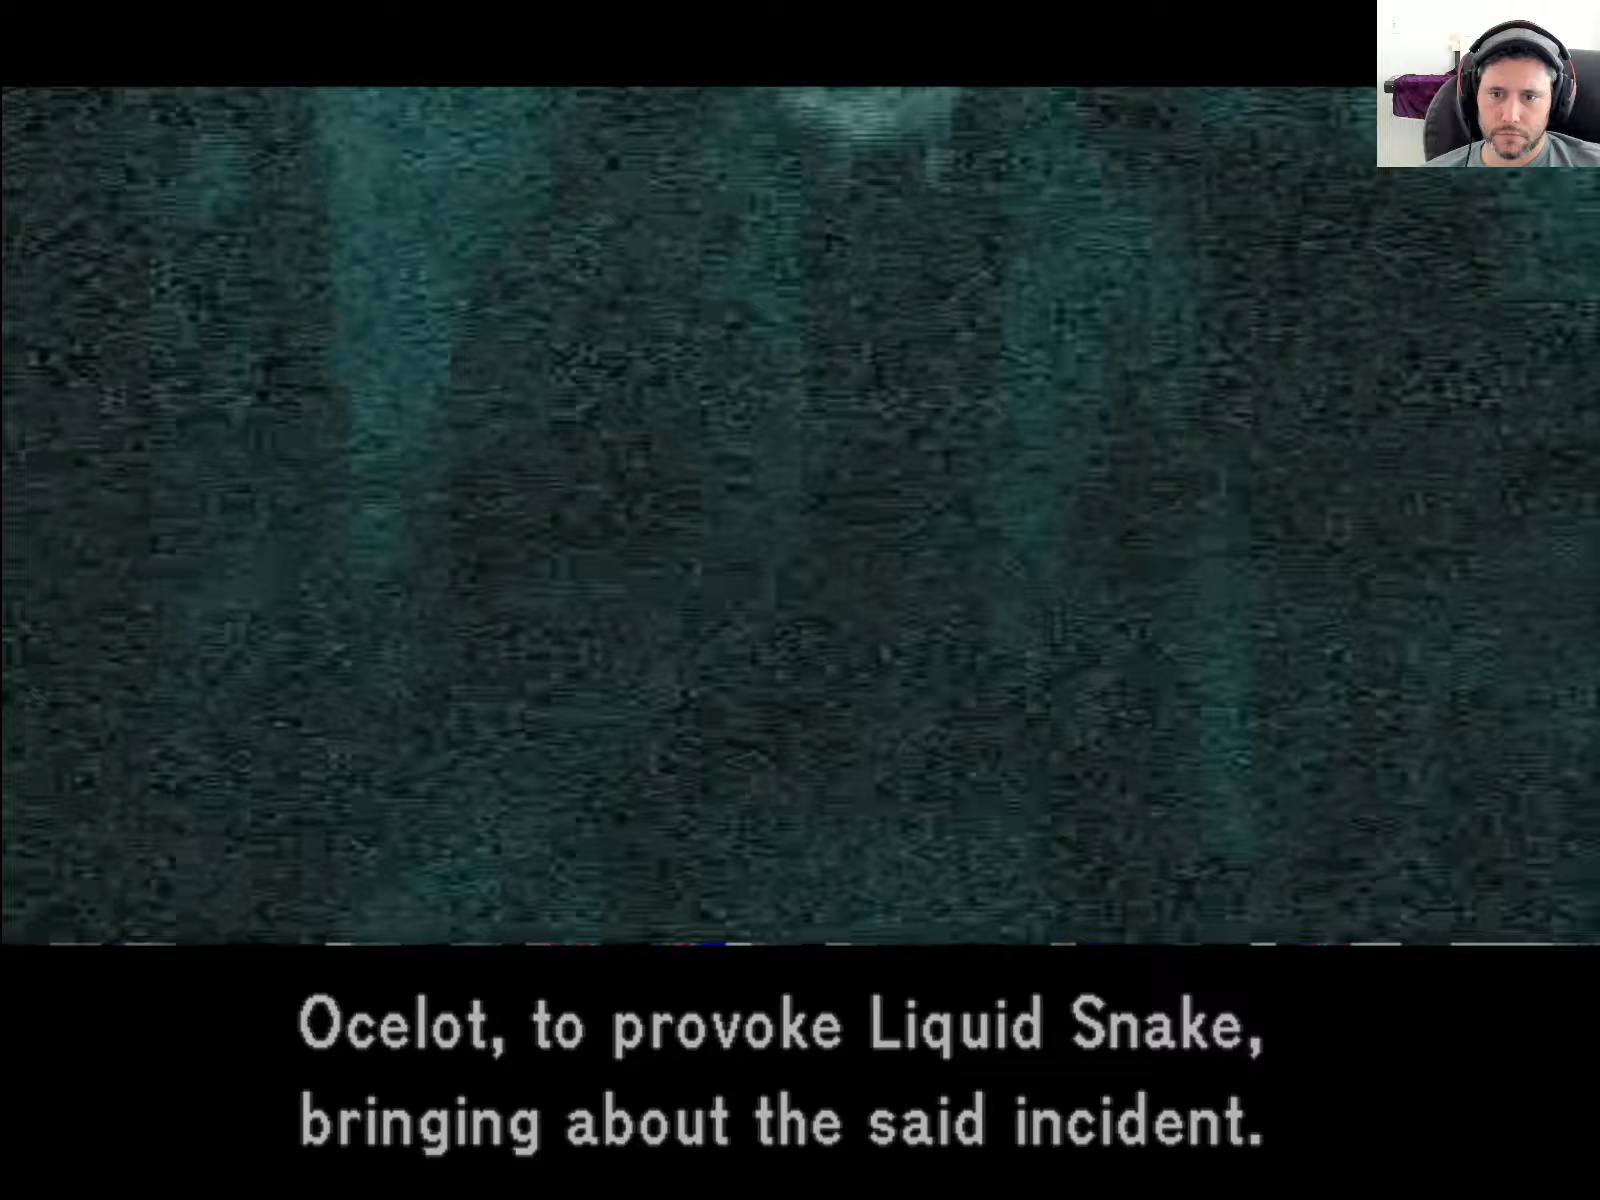 Ocelot, to provoke Liquid Snake,
bringing about the said incident.